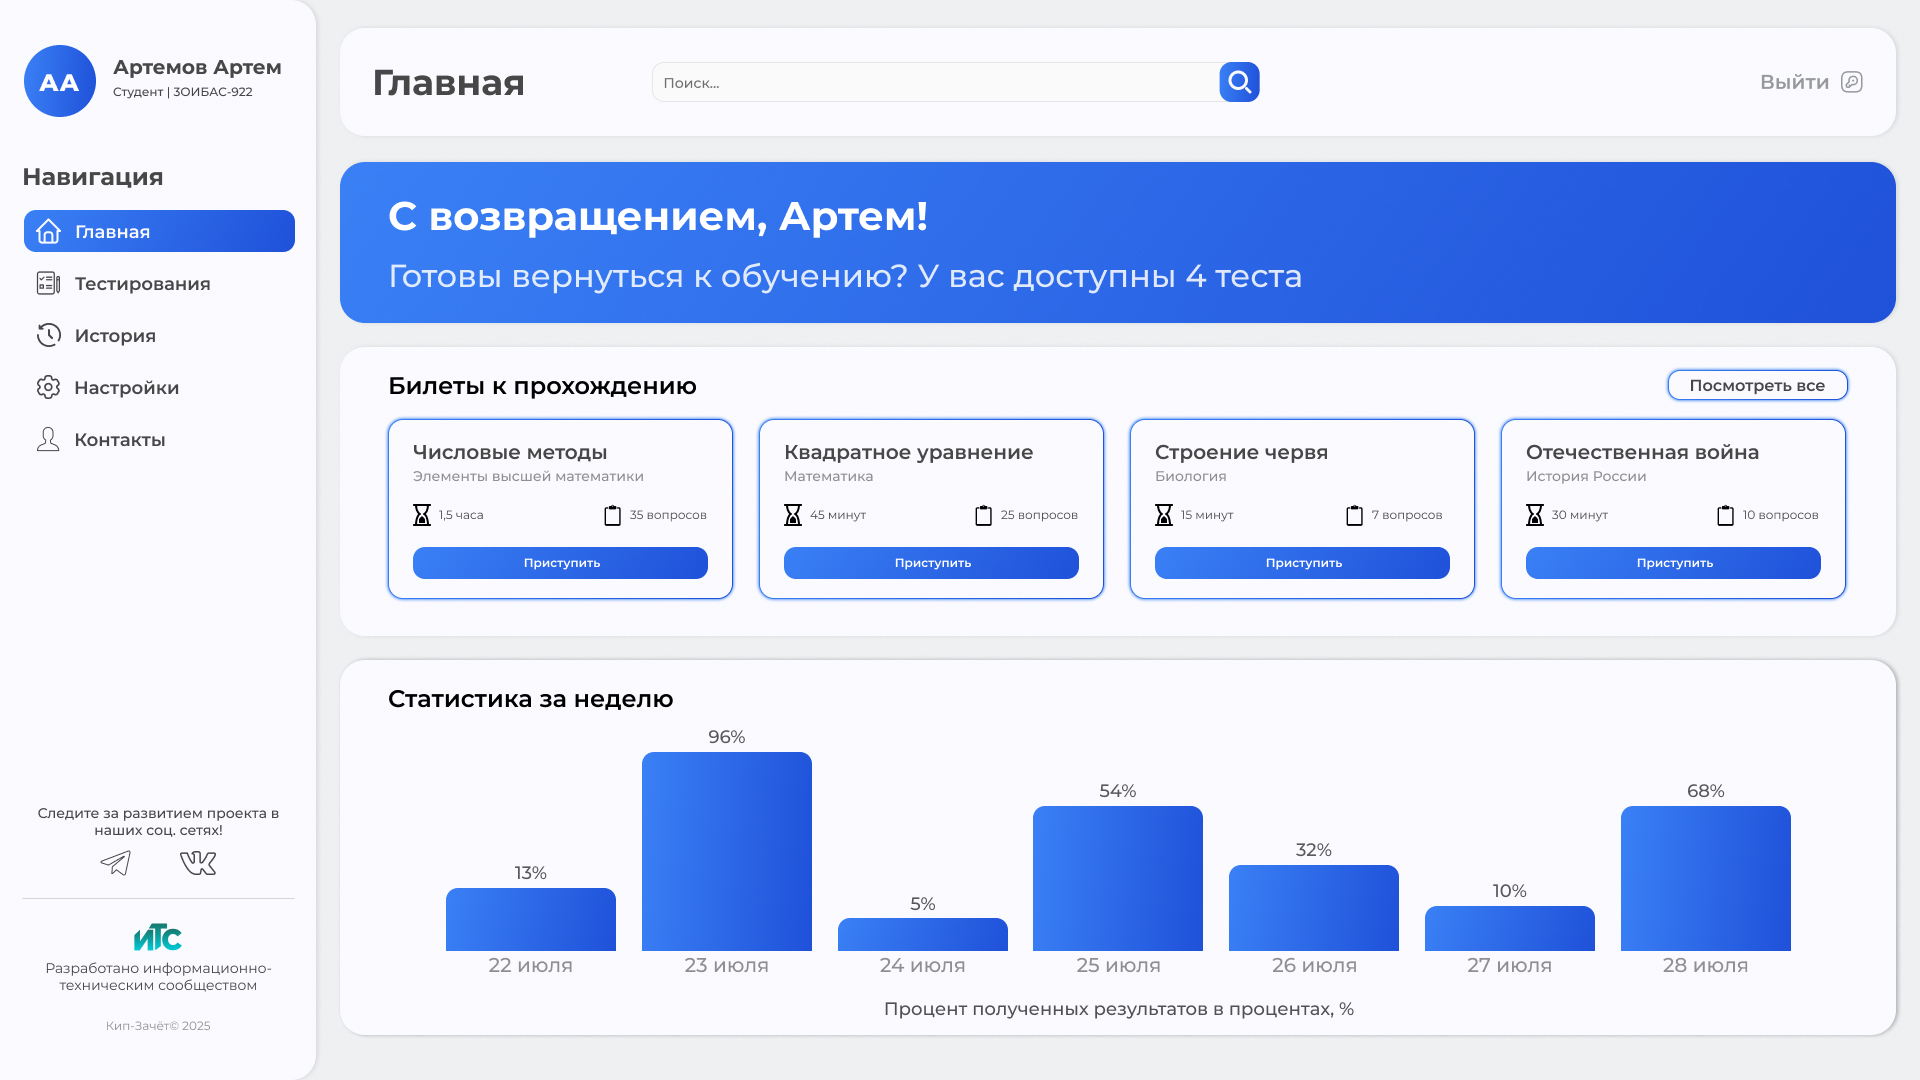 АА
Артемов Артем
Студент | ЗОИБАС-922
Навигация
Главная
Тестирования
История
Настройки
Контакты
Следите за развитием проекта в
наших соц. сетях!
ИТС
Разработано информационно-
техническим сообществом
Кип-Зачёт© 2025
Главная
Поиск...
Выйти
С возвращением, Артем!
Готовы вернуться к обучению? У вас доступны 4 теста
Билеты к прохождению
Посмотреть все
Числовые методы
Элементы высшей математики
1,5 часа
35 вопросов
Приступить
Квадратное уравнение
Математика
45 минут
25 вопросов
Приступить
Строение червя
Биология
15 минут
7 вопросов
Приступить
Отечественная война
История России
30 минут
10 вопросов
Приступить
Статистика за неделю
13%
96%
5%
54%
32%
10%
68%
22 июля
23 июля
24 июля
25 июля
26 июля
27 июля
28 июля
Процент полученных результатов в процентах, %